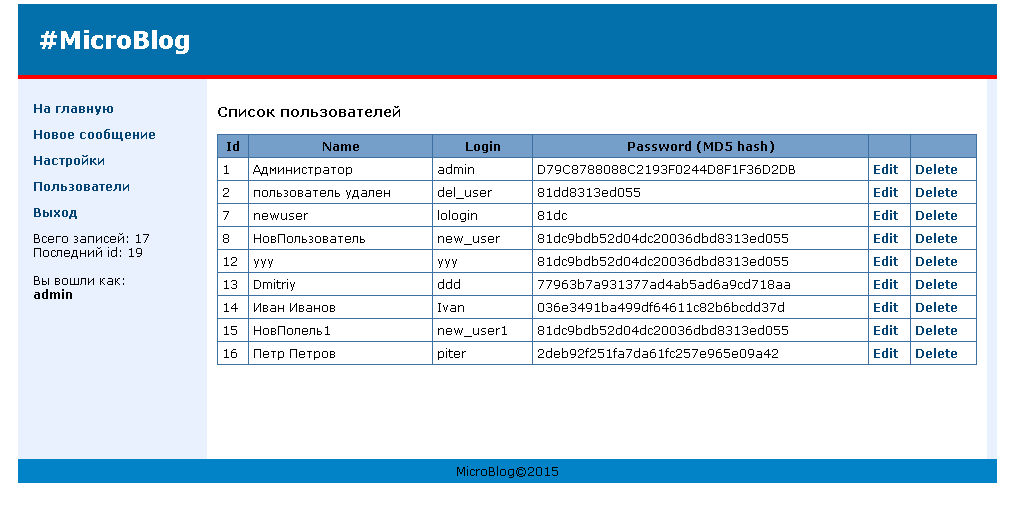 #MicroBlog
На главную
Новое сообщение
Настройки
Пользователи
Выход
Всего записей: 17
Последний id: 19
Вы вошли как:
admin
Список пользователей
Id Name Login Password (MD5 hash)
1 Администратор admin D79C8788088C2193F0244D8F1F36D2DB Edit Delete
2 пользователь удален del_user 81dd8313ed055 Edit Delete
7 newuser lologin 81dc Edit Delete
8 НовПользователь new_user 81dc9bdb52d04dc20036dbd8313ed055 Edit Delete
12 yyy yyy 81dc9bdb52d04dc20036dbd8313ed055 Edit Delete
13 Dmitriy ddd 77963b7a931377ad4ab5ad6a9cd718aa Edit Delete
14 Иван Иванов Ivan 036e3491ba499df64611c82b6bcdd37d Edit Delete
15 НовПолель1 new_user1 81dc9bdb52d04dc20036dbd8313ed055 Edit Delete
16 Петр Петров piter 2deb92f251fa7da61fc257e965e09a42 Edit Delete
MicroBlog©2015